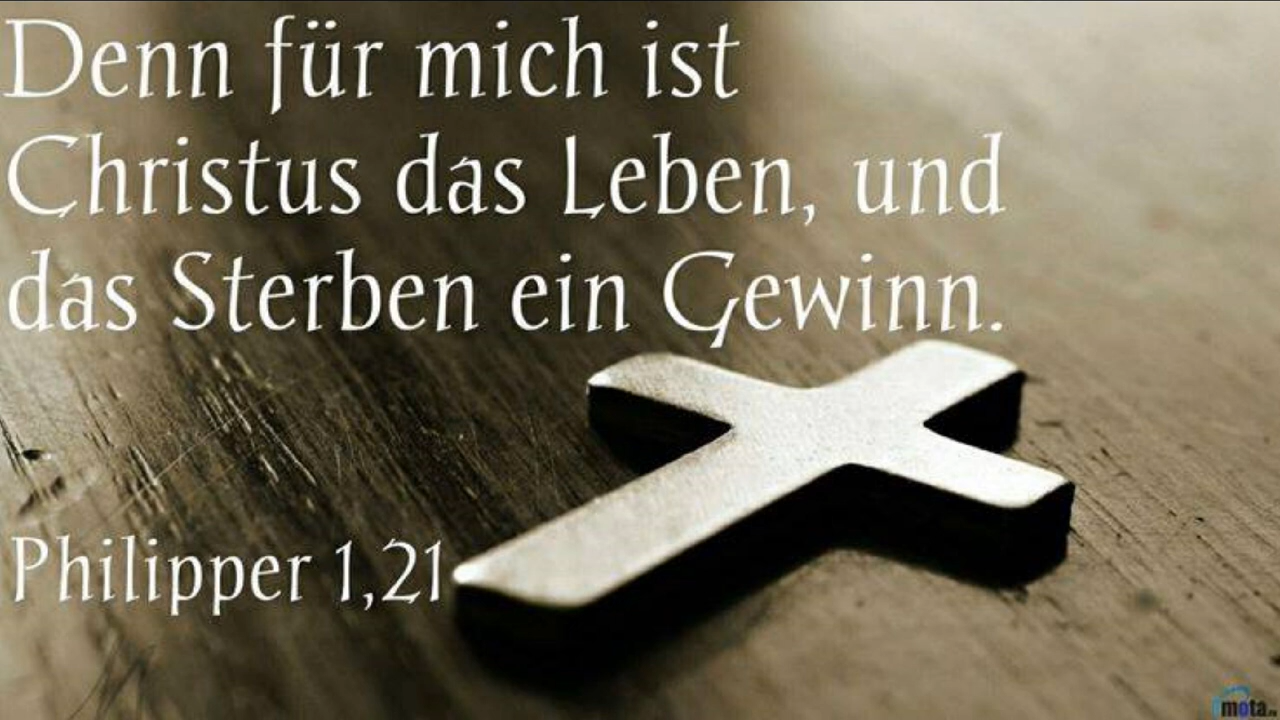 Denn für mich ist
Christus das Leben, und
das Sterben ein Gewinn.
Philipper 1,21